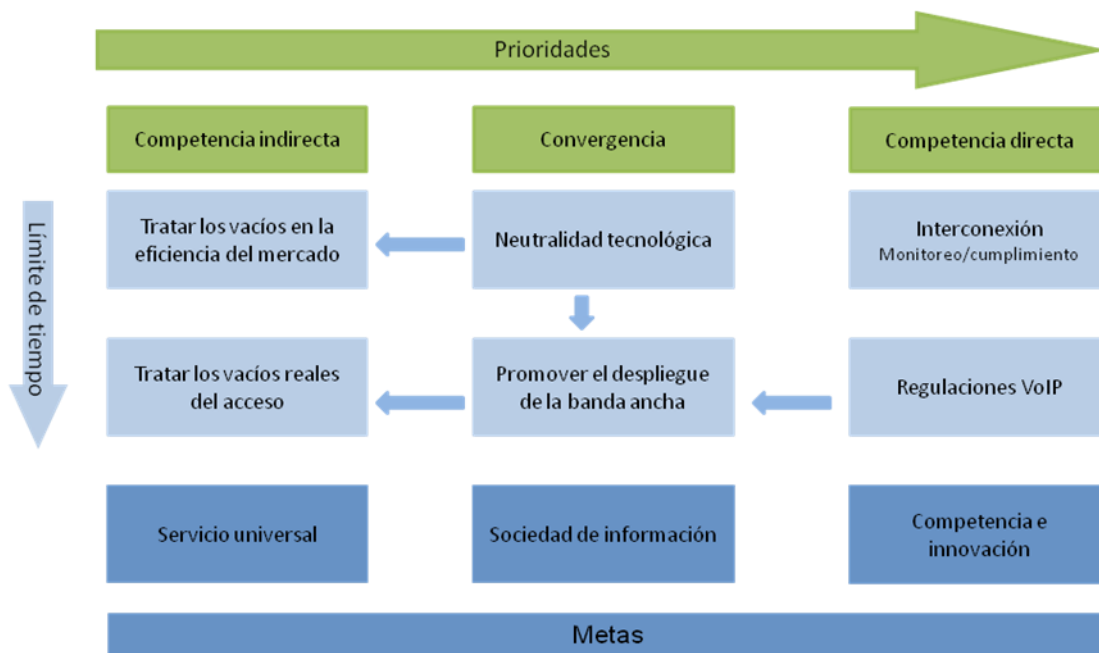 Prioridades
Competencia indirecta
Convergencia
Competencia directa
Límite de tiempo
Tratar los vacíos en la
eficiencia del mercado
Neutralidad tecnológica
Interconexión
Monitoreo/cumplimiento
Tratar los vacíos reales
del acceso
Promover el despliegue
de la banda ancha
Regulaciones VoIP
Servicio universal
Sociedad de información
Competencia e
innovación
Metas